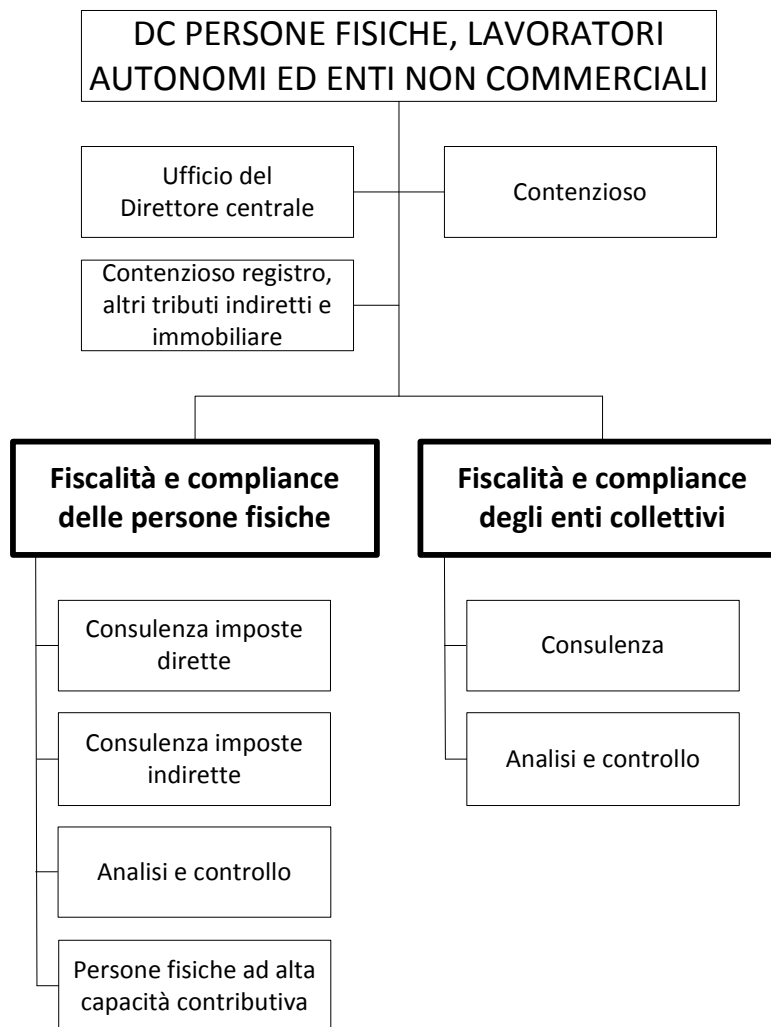 DC PERSONE FISICHE, LAVORATORI
AUTONOMI ED ENTI NON COMMERCIALI
Ufficio del
Direttore centrale
Contenzioso
Contenzioso registro,
altri tributi indiretti e
immobiliare
Fiscalità e compliance
delle persone fisiche
Consulenza imposte
dirette
Consulenza imposte
indirette
Analisi e controllo
Persone fisiche ad alta
capacità contributiva
Fiscalità e compliance
degli enti collettivi
Consulenza
Analisi e controllo